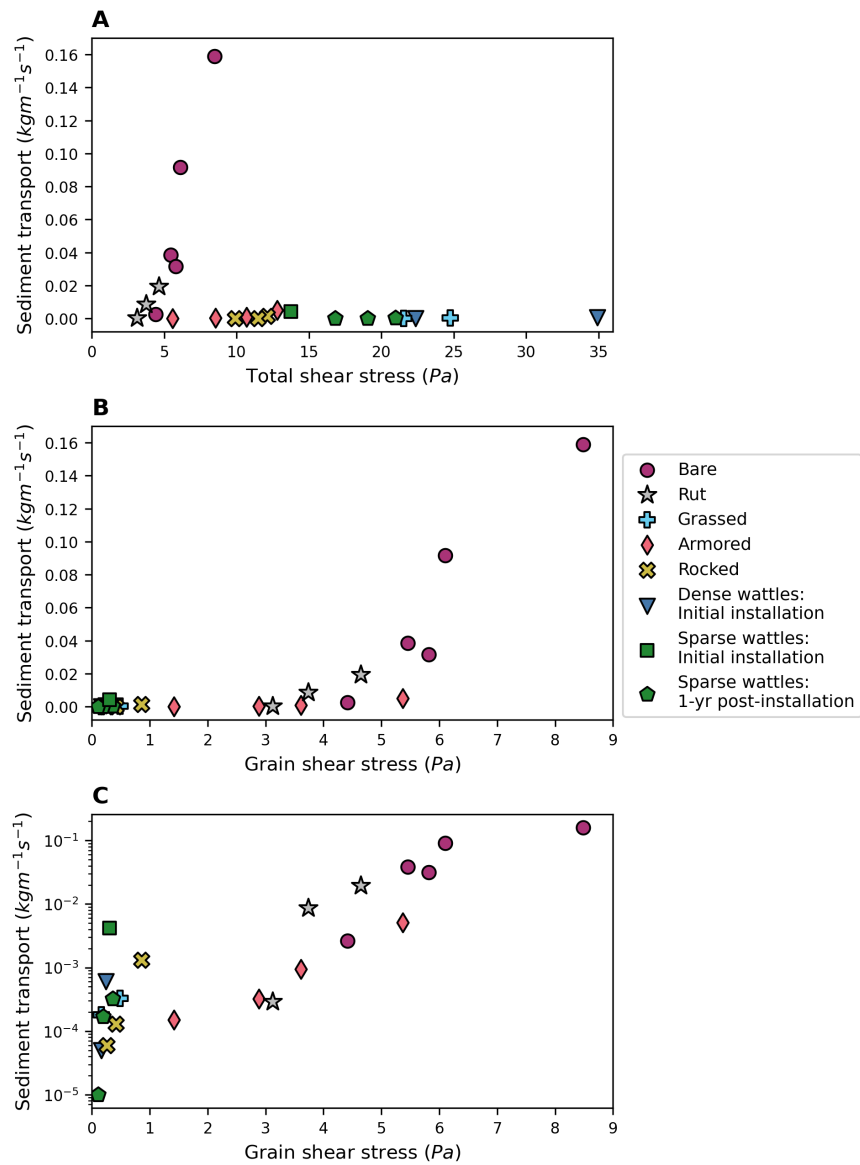 A
0.16
0.14
0.12
0.10
0.08
0.06
0.04
0.02
0.00
Sediment transport (kgm⁻¹s⁻¹)
0 5 10 15 20 25 30 35
Total shear stress (Pa)
B
0.16
0.14
0.12
0.10
0.08
0.06
0.04
0.02
0.00
Sediment transport (kgm⁻¹s⁻¹)
0 1 2 3 4 5 6 7 8 9
Grain shear stress (Pa)
Bare
Rut
Grassed
Armored
Rocked
Dense wattles:
Initial installation
Sparse wattles:
Initial installation
Sparse wattles:
1-yr post-installation
C
10⁻¹
10⁻²
10⁻³
10⁻⁴
10⁻⁵
Sediment transport (kgm⁻¹s⁻¹)
0 1 2 3 4 5 6 7 8 9
Grain shear stress (Pa)